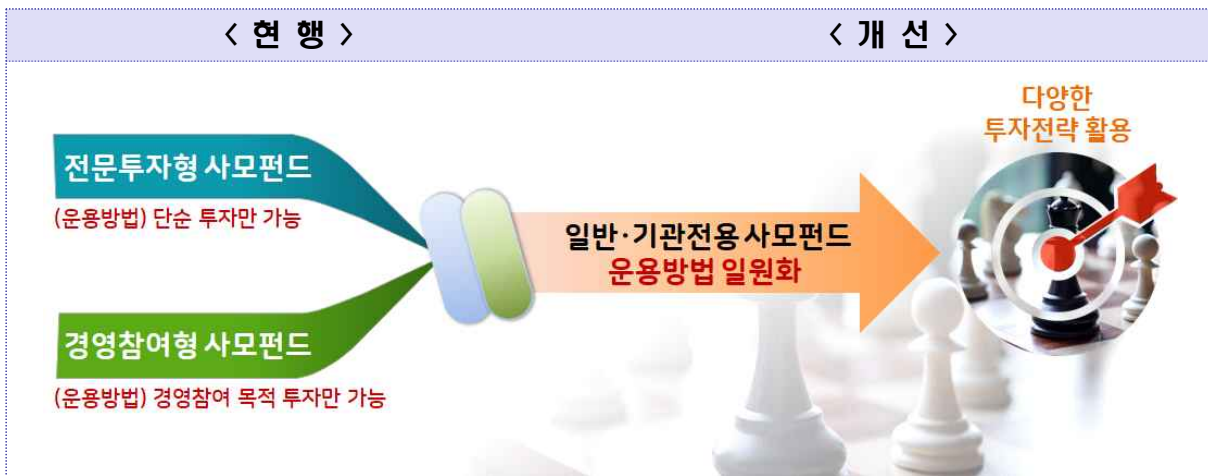 < 현 행 >
< 개 선 >
다양한
투자전략 활용
전문투자형 사모펀드
(운용방법) 단순 투자만 가능
일반·기관전용 사모펀드
운용방법 일원화
경영참여형 사모펀드
(운용방법) 경영참여 목적 투자만 가능